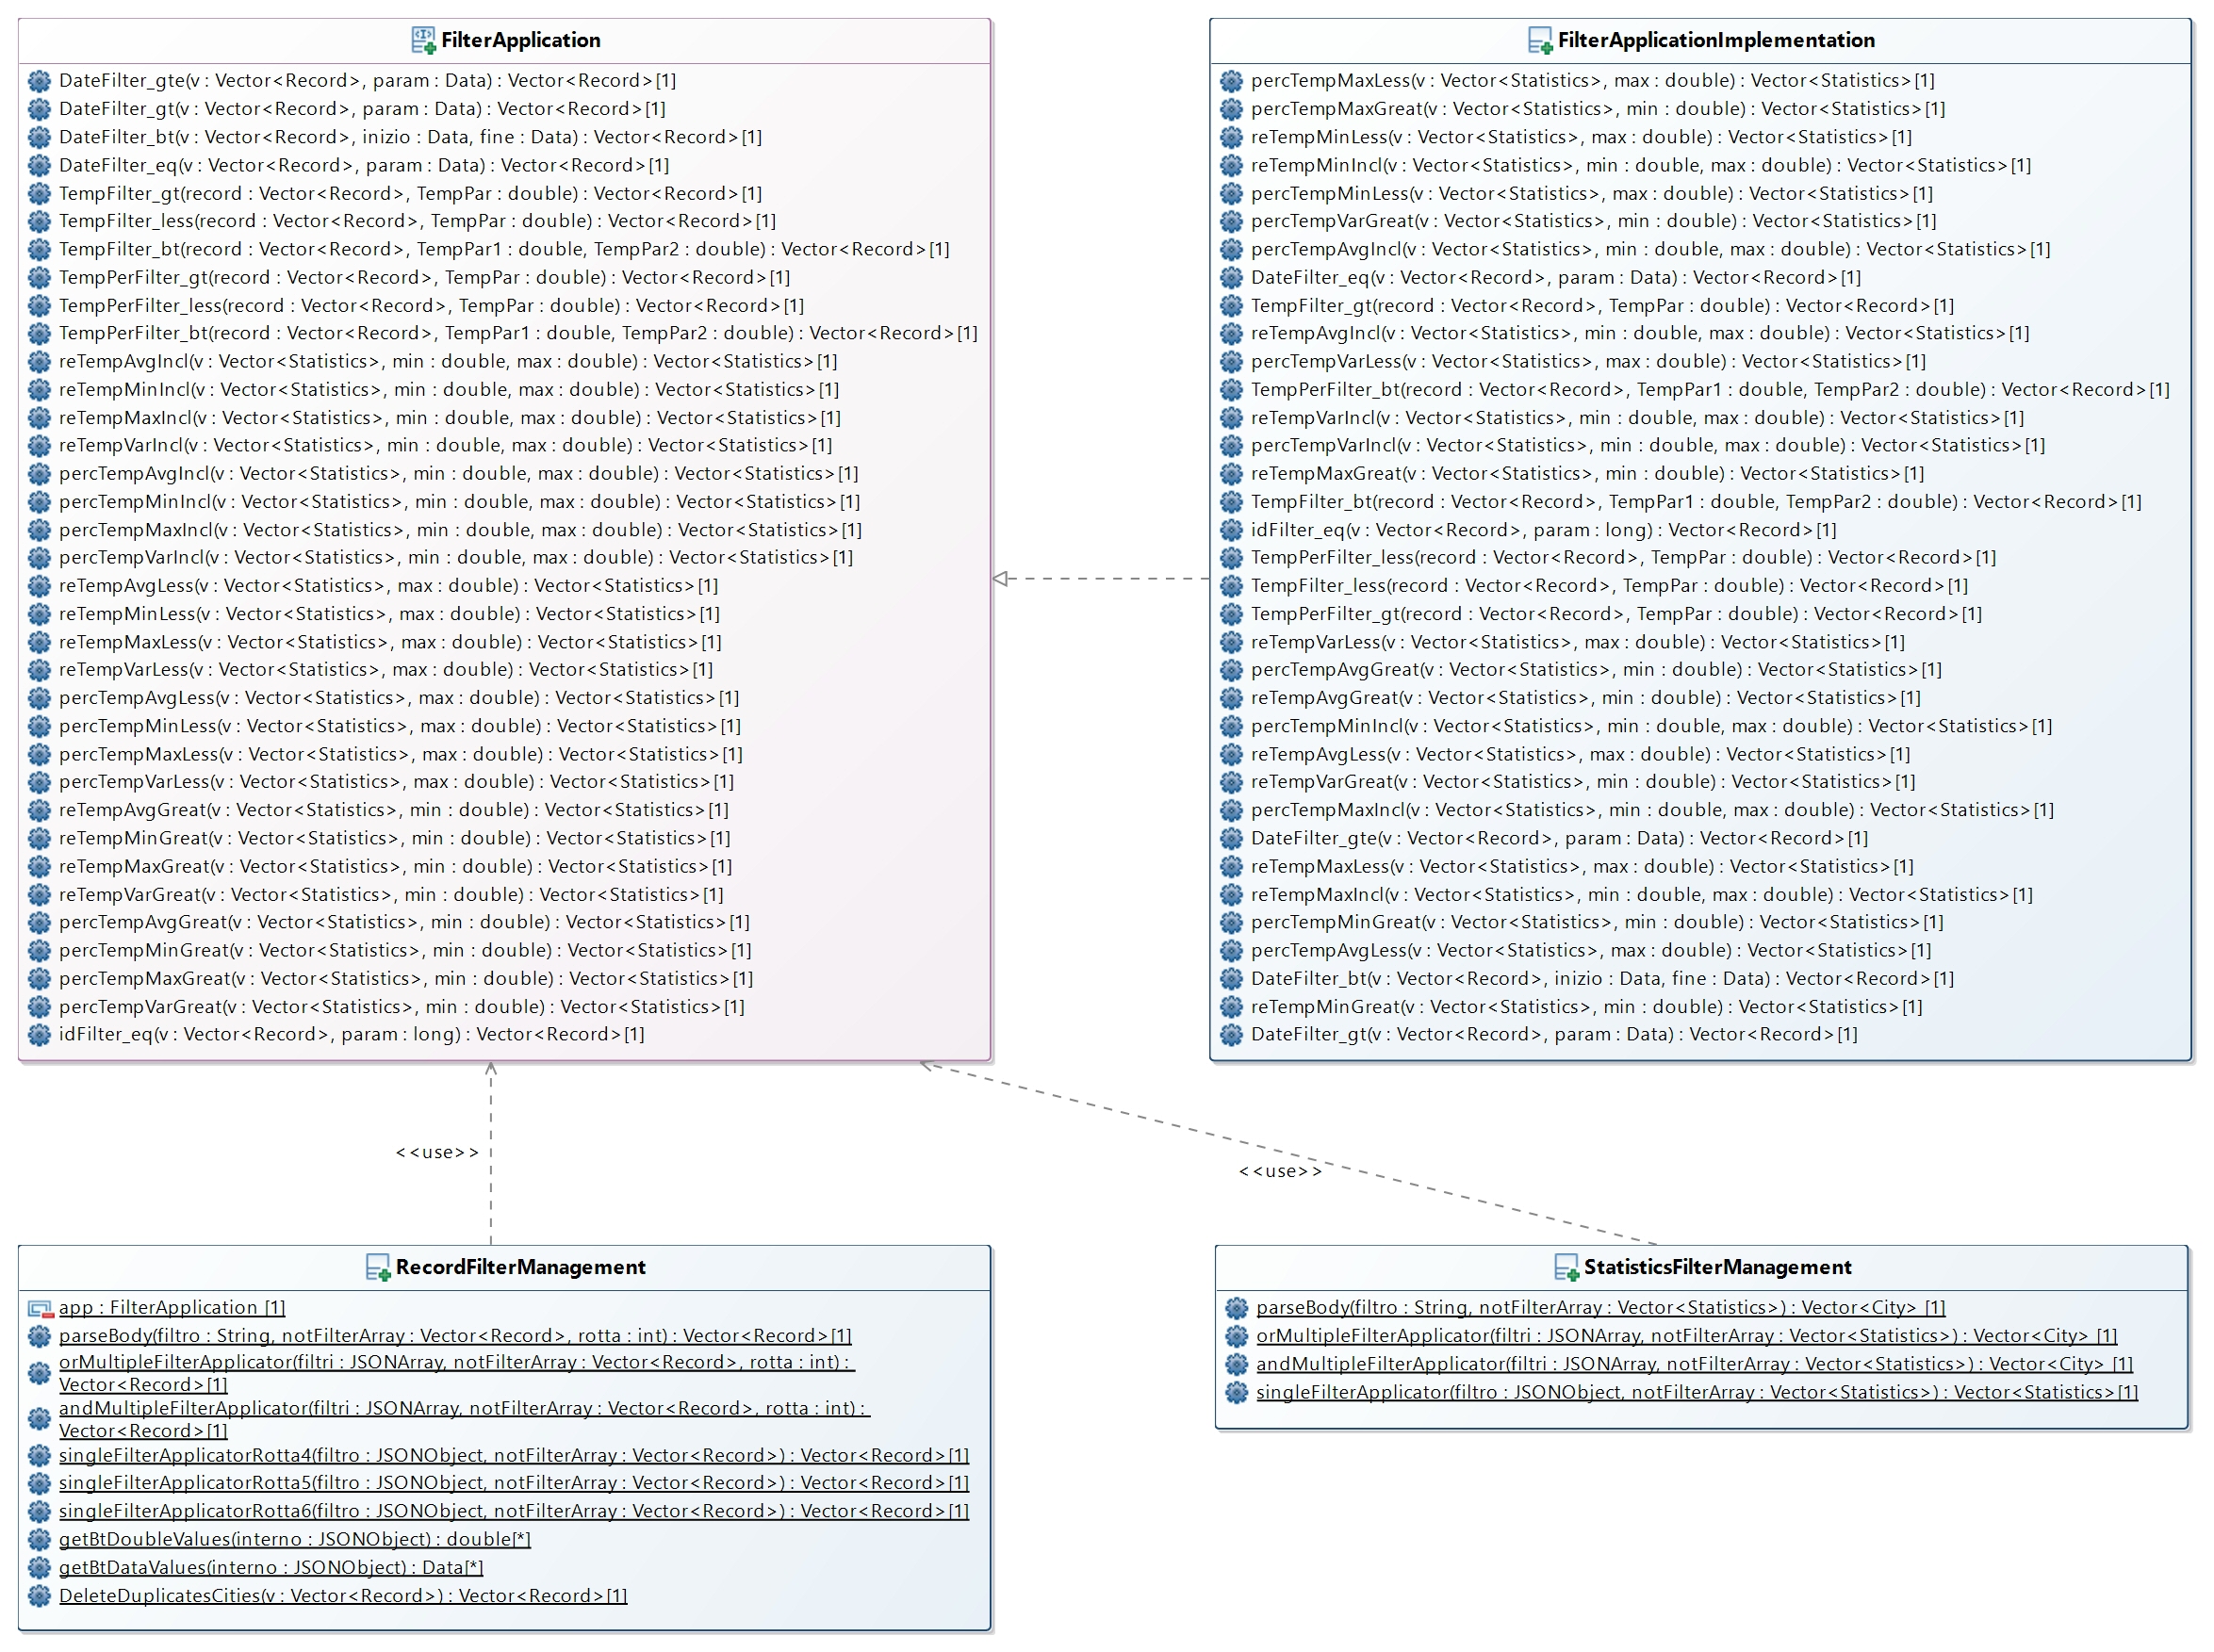 FilterApplication
DateFilter_gte(v : Vector<Record>, param : Data) : Vector<Record>[1]
DateFilter_gt(v : Vector<Record>, param : Data) : Vector<Record>[1]
DateFilter_bt(v : Vector<Record>, inizio : Data, fine : Data) : Vector<Record>[1]
DateFilter_eq(v : Vector<Record>, param : Data) : Vector<Record>[1]
TempFilter_gt(record : Vector<Record>, TempPar : double) : Vector<Record>[1]
TempFilter_less(record : Vector<Record>, TempPar : double) : Vector<Record>[1]
TempFilter_bt(record : Vector<Record>, TempPar1 : double, TempPar2 : double) : Vector<Record>[1]
TempPerFilter_gt(record : Vector<Record>, TempPar : double) : Vector<Record>[1]
TempPerFilter_less(record : Vector<Record>, TempPar : double) : Vector<Record>[1]
TempPerFilter_bt(record : Vector<Record>, TempPar1 : double, TempPar2 : double) : Vector<Record>[1]
reTempAvgIncl(v : Vector<Statistics>, min : double, max : double) : Vector<Statistics>[1]
reTempMinIncl(v : Vector<Statistics>, min : double, max : double) : Vector<Statistics>[1]
reTempMaxIncl(v : Vector<Statistics>, min : double, max : double) : Vector<Statistics>[1]
reTempVarIncl(v : Vector<Statistics>, min : double, max : double) : Vector<Statistics>[1]
percTempAvgIncl(v : Vector<Statistics>, min : double, max : double) : Vector<Statistics>[1]
percTempMinIncl(v : Vector<Statistics>, min : double, max : double) : Vector<Statistics>[1]
percTempMaxIncl(v : Vector<Statistics>, min : double, max : double) : Vector<Statistics>[1]
percTempVarIncl(v : Vector<Statistics>, min : double, max : double) : Vector<Statistics>[1]
reTempAvgLess(v : Vector<Statistics>, max : double) : Vector<Statistics>[1]
reTempMinLess(v : Vector<Statistics>, max : double) : Vector<Statistics>[1]
reTempMaxLess(v : Vector<Statistics>, max : double) : Vector<Statistics>[1]
reTempVarLess(v : Vector<Statistics>, max : double) : Vector<Statistics>[1]
percTempAvgLess(v : Vector<Statistics>, max : double) : Vector<Statistics>[1]
percTempMinLess(v : Vector<Statistics>, max : double) : Vector<Statistics>[1]
percTempMaxLess(v : Vector<Statistics>, max : double) : Vector<Statistics>[1]
percTempVarLess(v : Vector<Statistics>, max : double) : Vector<Statistics>[1]
reTempAvgGreat(v : Vector<Statistics>, min : double) : Vector<Statistics>[1]
reTempMinGreat(v : Vector<Statistics>, min : double) : Vector<Statistics>[1]
reTempMaxGreat(v : Vector<Statistics>, min : double) : Vector<Statistics>[1]
reTempVarGreat(v : Vector<Statistics>, min : double) : Vector<Statistics>[1]
percTempAvgGreat(v : Vector<Statistics>, min : double) : Vector<Statistics>[1]
percTempMinGreat(v : Vector<Statistics>, min : double) : Vector<Statistics>[1]
percTempMaxGreat(v : Vector<Statistics>, min : double) : Vector<Statistics>[1]
percTempVarGreat(v : Vector<Statistics>, min : double) : Vector<Statistics>[1]
idFilter_eq(v : Vector<Record>, param : long) : Vector<Record>[1]
FilterApplicationImplementation
percTempMaxLess(v : Vector<Statistics>, max : double) : Vector<Statistics>[1]
percTempMaxGreat(v : Vector<Statistics>, min : double) : Vector<Statistics>[1]
reTempMinLess(v : Vector<Statistics>, max : double) : Vector<Statistics>[1]
reTempMinIncl(v : Vector<Statistics>, min : double, max : double) : Vector<Statistics>[1]
percTempMinLess(v : Vector<Statistics>, max : double) : Vector<Statistics>[1]
percTempVarGreat(v : Vector<Statistics>, min : double) : Vector<Statistics>[1]
percTempAvgIncl(v : Vector<Statistics>, min : double, max : double) : Vector<Statistics>[1]
DateFilter_eq(v : Vector<Record>, param : Data) : Vector<Record>[1]
TempFilter_gt(record : Vector<Record>, TempPar : double) : Vector<Record>[1]
reTempAvgIncl(v : Vector<Statistics>, min : double, max : double) : Vector<Statistics>[1]
percTempVarLess(v : Vector<Statistics>, max : double) : Vector<Statistics>[1]
TempPerFilter_bt(record : Vector<Record>, TempPar1 : double, TempPar2 : double) : Vector<Record>[1]
reTempVarIncl(v : Vector<Statistics>, min : double, max : double) : Vector<Statistics>[1]
percTempVarIncl(v : Vector<Statistics>, min : double, max : double) : Vector<Statistics>[1]
reTempMaxGreat(v : Vector<Statistics>, min : double) : Vector<Statistics>[1]
TempFilter_bt(record : Vector<Record>, TempPar1 : double, TempPar2 : double) : Vector<Record>[1]
idFilter_eq(v : Vector<Record>, param : long) : Vector<Record>[1]
TempPerFilter_less(record : Vector<Record>, TempPar : double) : Vector<Record>[1]
TempFilter_less(record : Vector<Record>, TempPar : double) : Vector<Record>[1]
TempPerFilter_gt(record : Vector<Record>, TempPar : double) : Vector<Record>[1]
reTempVarLess(v : Vector<Statistics>, max : double) : Vector<Statistics>[1]
percTempAvgGreat(v : Vector<Statistics>, min : double) : Vector<Statistics>[1]
reTempAvgGreat(v : Vector<Statistics>, min : double) : Vector<Statistics>[1]
percTempMinIncl(v : Vector<Statistics>, min : double, max : double) : Vector<Statistics>[1]
reTempAvgLess(v : Vector<Statistics>, max : double) : Vector<Statistics>[1]
reTempVarGreat(v : Vector<Statistics>, min : double) : Vector<Statistics>[1]
percTempMaxIncl(v : Vector<Statistics>, min : double, max : double) : Vector<Statistics>[1]
DateFilter_gte(v : Vector<Record>, param : Data) : Vector<Record>[1]
reTempMaxLess(v : Vector<Statistics>, max : double) : Vector<Statistics>[1]
reTempMaxIncl(v : Vector<Statistics>, min : double, max : double) : Vector<Statistics>[1]
percTempMinGreat(v : Vector<Statistics>, min : double) : Vector<Statistics>[1]
percTempAvgLess(v : Vector<Statistics>, max : double) : Vector<Statistics>[1]
DateFilter_bt(v : Vector<Record>, inizio : Data, fine : Data) : Vector<Record>[1]
reTempMinGreat(v : Vector<Statistics>, min : double) : Vector<Statistics>[1]
DateFilter_gt(v : Vector<Record>, param : Data) : Vector<Record>[1]
<<use>>
<<use>>
RecordFilterManagement
app : FilterApplication [1]
parseBody(filtro : String, notFilterArray : Vector<Record>, rotta : int) : Vector<Record>[1]
orMultipleFilterApplicator(filtri : JSONArray, notFilterArray : Vector<Record>, rotta : int) :
Vector<Record>[1]
andMultipleFilterApplicator(filtri : JSONArray, notFilterArray : Vector<Record>, rotta : int) :
Vector<Record>[1]
singleFilterApplicatorRotta4(filtro : JSONObject, notFilterArray : Vector<Record>) : Vector<Record>[1]
singleFilterApplicatorRotta5(filtro : JSONObject, notFilterArray : Vector<Record>) : Vector<Record>[1]
singleFilterApplicatorRotta6(filtro : JSONObject, notFilterArray : Vector<Record>) : Vector<Record>[1]
getBtDoubleValues(interno : JSONObject) : double[*]
getBtDataValues(interno : JSONObject) : Data[*]
DeleteDuplicatesCities(v : Vector<Record>) : Vector<Record>[1]
StatisticsFilterManagement
parseBody(filtro : String, notFilterArray : Vector<Statistics>) : Vector<City> [1]
orMultipleFilterApplicator(filtri : JSONArray, notFilterArray : Vector<Statistics>) : Vector<City> [1]
andMultipleFilterApplicator(filtri : JSONArray, notFilterArray : Vector<Statistics>) : Vector<City> [1]
singleFilterApplicator(filtro : JSONObject, notFilterArray : Vector<Statistics>) : Vector<Statistics>[1]